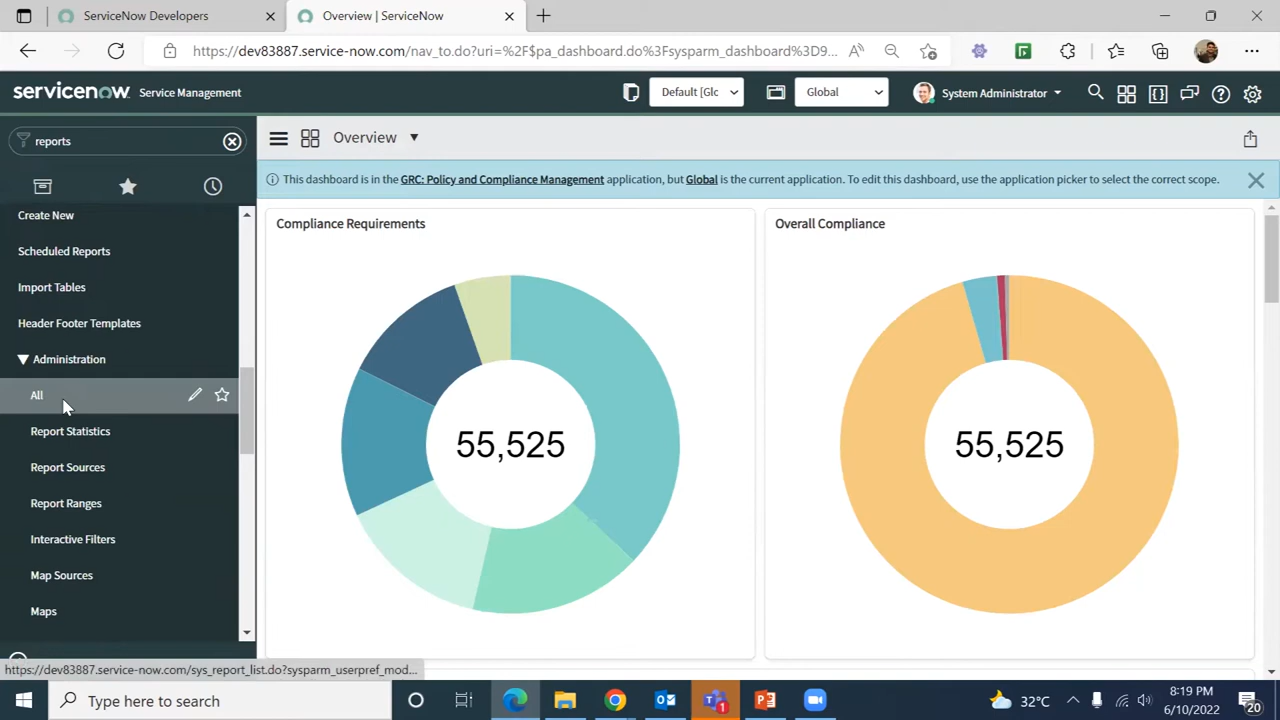 ServiceNow Developers
Overview | ServiceNow
https://dev83887.service-now.com/nav_to.do?uri=%2F$pa_dashboard.do%3Fsysparm_dashboard%3D9...
servicenow Service Management
Default [Glc
Global
System Administrator
reports
Overview
This dashboard is in the GRC: Policy and Compliance Management application, but Global is the current application. To edit this dashboard, use the application picker to select the correct scope.
Create New
Scheduled Reports
Import Tables
Header Footer Templates
Administration
All
Report Statistics
Report Sources
Report Ranges
Interactive Filters
Map Sources
Maps
Compliance Requirements
55,525
Overall Compliance
55,525
https://dev83887.service-now.com/sys_report_list.do?sysparm_userpref_mod...
Type here to search
1
32°C
8:19 PM
6/10/2022
20